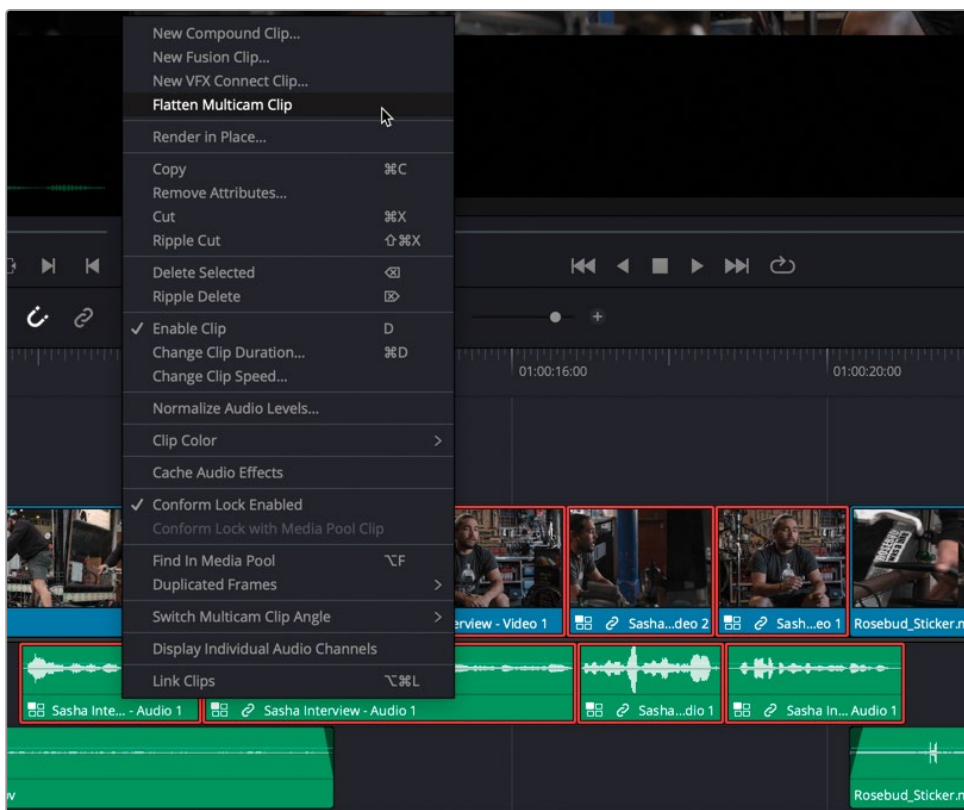 New Compound Clip...
New Fusion Clip...
New VFX Connect Clip...
Flatten Multicam Clip
Render in Place...
Copy ⌘C
Remove Attributes...
Cut ⌘X
Ripple Cut ⇧⌘X
Delete Selected ⌫
Ripple Delete ⌦
✓ Enable Clip D
Change Clip Duration... ⌘D
Change Clip Speed...
Normalize Audio Levels...
Clip Color >
Cache Audio Effects
✓ Conform Lock Enabled
Conform Lock with Media Pool Clip
Find In Media Pool ⌥F
Duplicated Frames >
Switch Multicam Clip Angle >
Display Individual Audio Channels
Link Clips ⌥⌘L
01:00:16:00 01:00:20:00
erview - Video 1 Sasha...deo 2 Sash...eo 1 Rosebud_Sticker.n
Sasha Inte... - Audio 1 Sasha Interview - Audio 1 Sasha...dio 1 Sasha In... Audio 1
Rosebud_Sticker.n